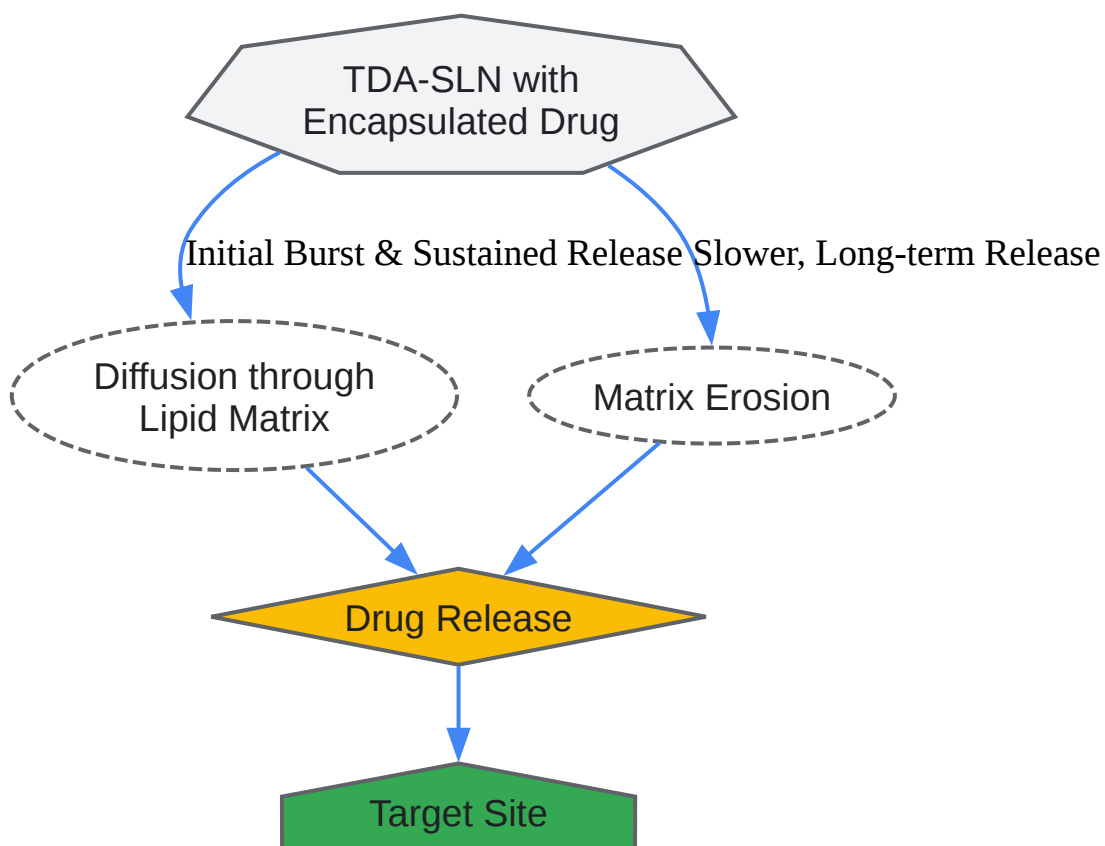 TDA-SLN with
Encapsulated Drug
Initial Burst & Sustained Release
Slower, Long-term Release
Diffusion through
Lipid Matrix
Matrix Erosion
Drug Release
Target Site